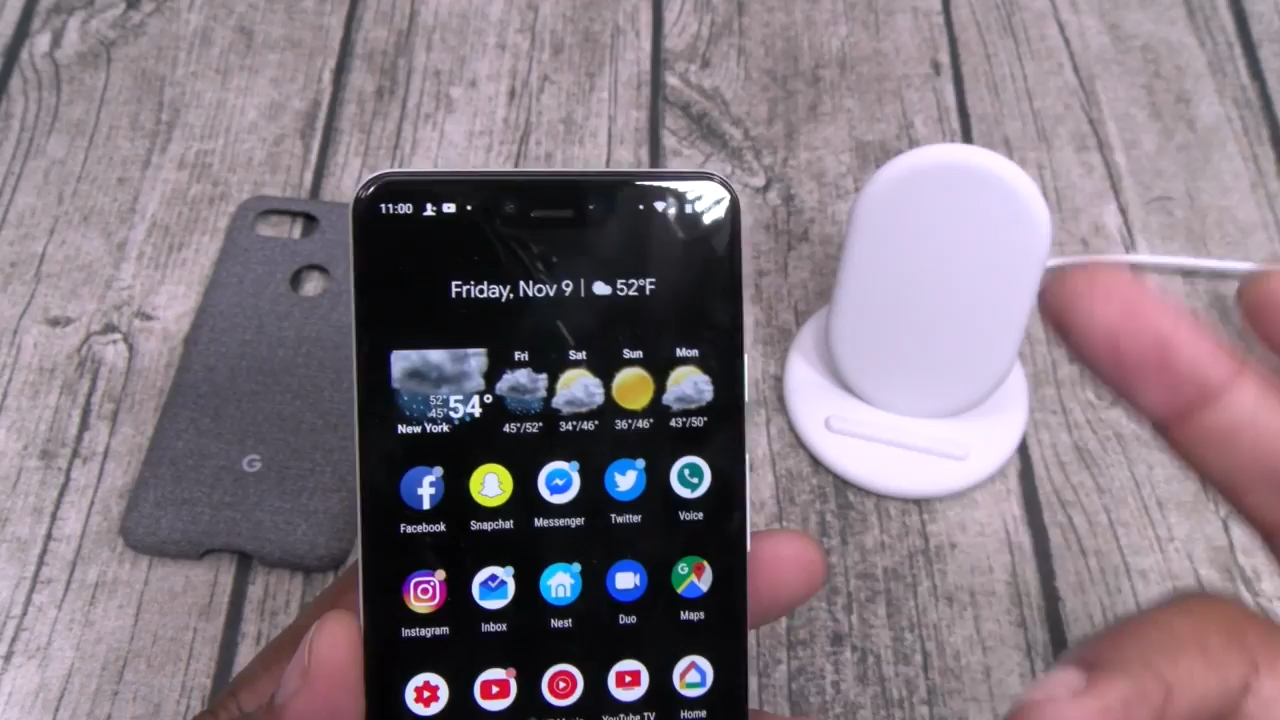 11:00
Friday, Nov 9 | 52°F
Fri Sat Sun Mon
52°
45° 54°
New York 45°/52° 34°/46° 36°/46° 43°/50°
Facebook Snapchat Messenger Twitter Voice
Instagram Inbox Nest Duo Maps
YouTube TV Home
G